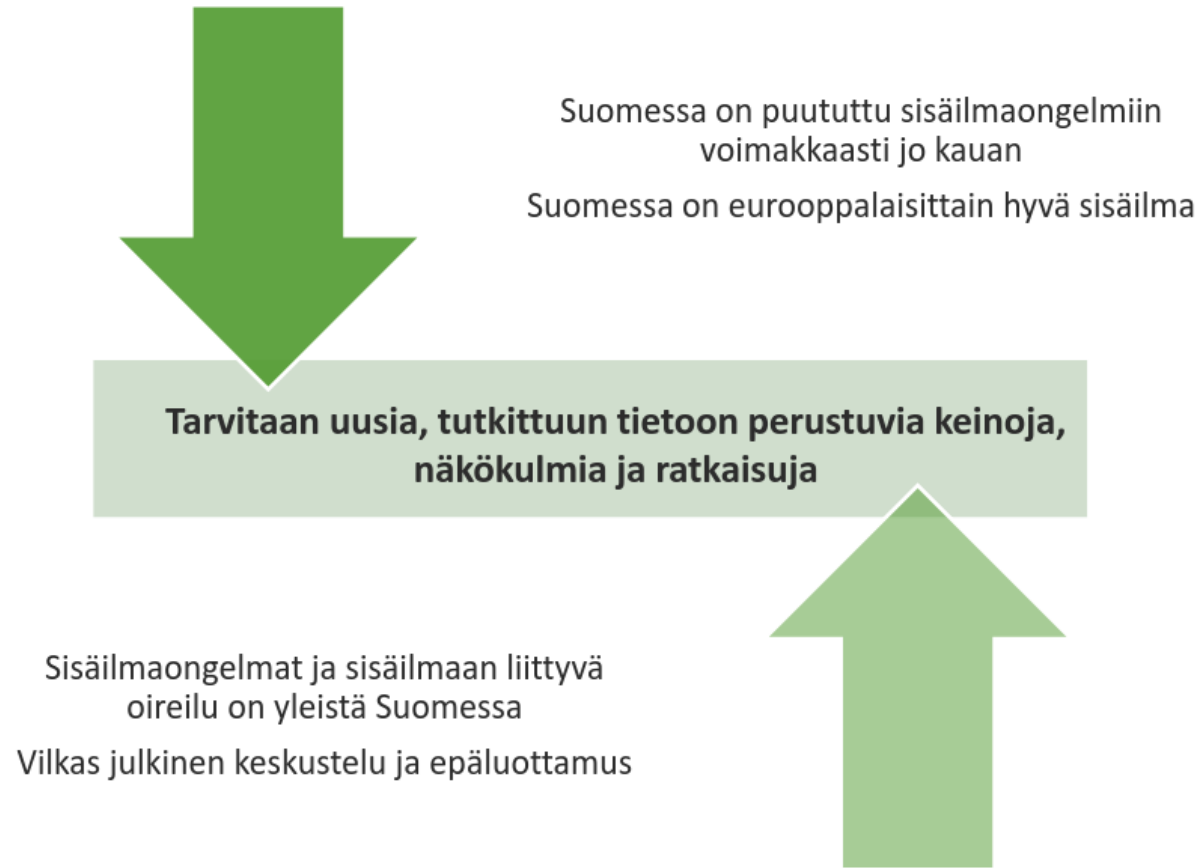 Suomessa on puututtu sisäilmaongelmiin
voimakkaasti jo kauan
Suomessa on eurooppalaisittain hyvä sisäilma
Tarvitaan uusia, tutkittuun tietoon perustuvia keinoja,
näkökulmia ja ratkaisuja
Sisäilmaongelmat ja sisäilmaan liittyvä
oireilu on yleistä Suomessa
Vilkas julkinen keskustelu ja epäluottamus